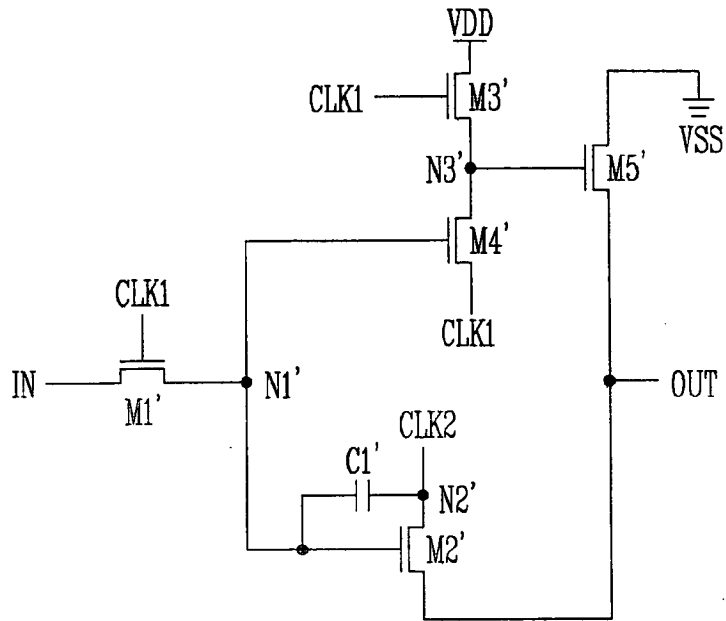 VDD
CLK1
M3'
VSS
N3'
M5'
M4'
CLK1
CLK1
IN
M1'
N1'
OUT
CLK2
C1'
N2'
M2'